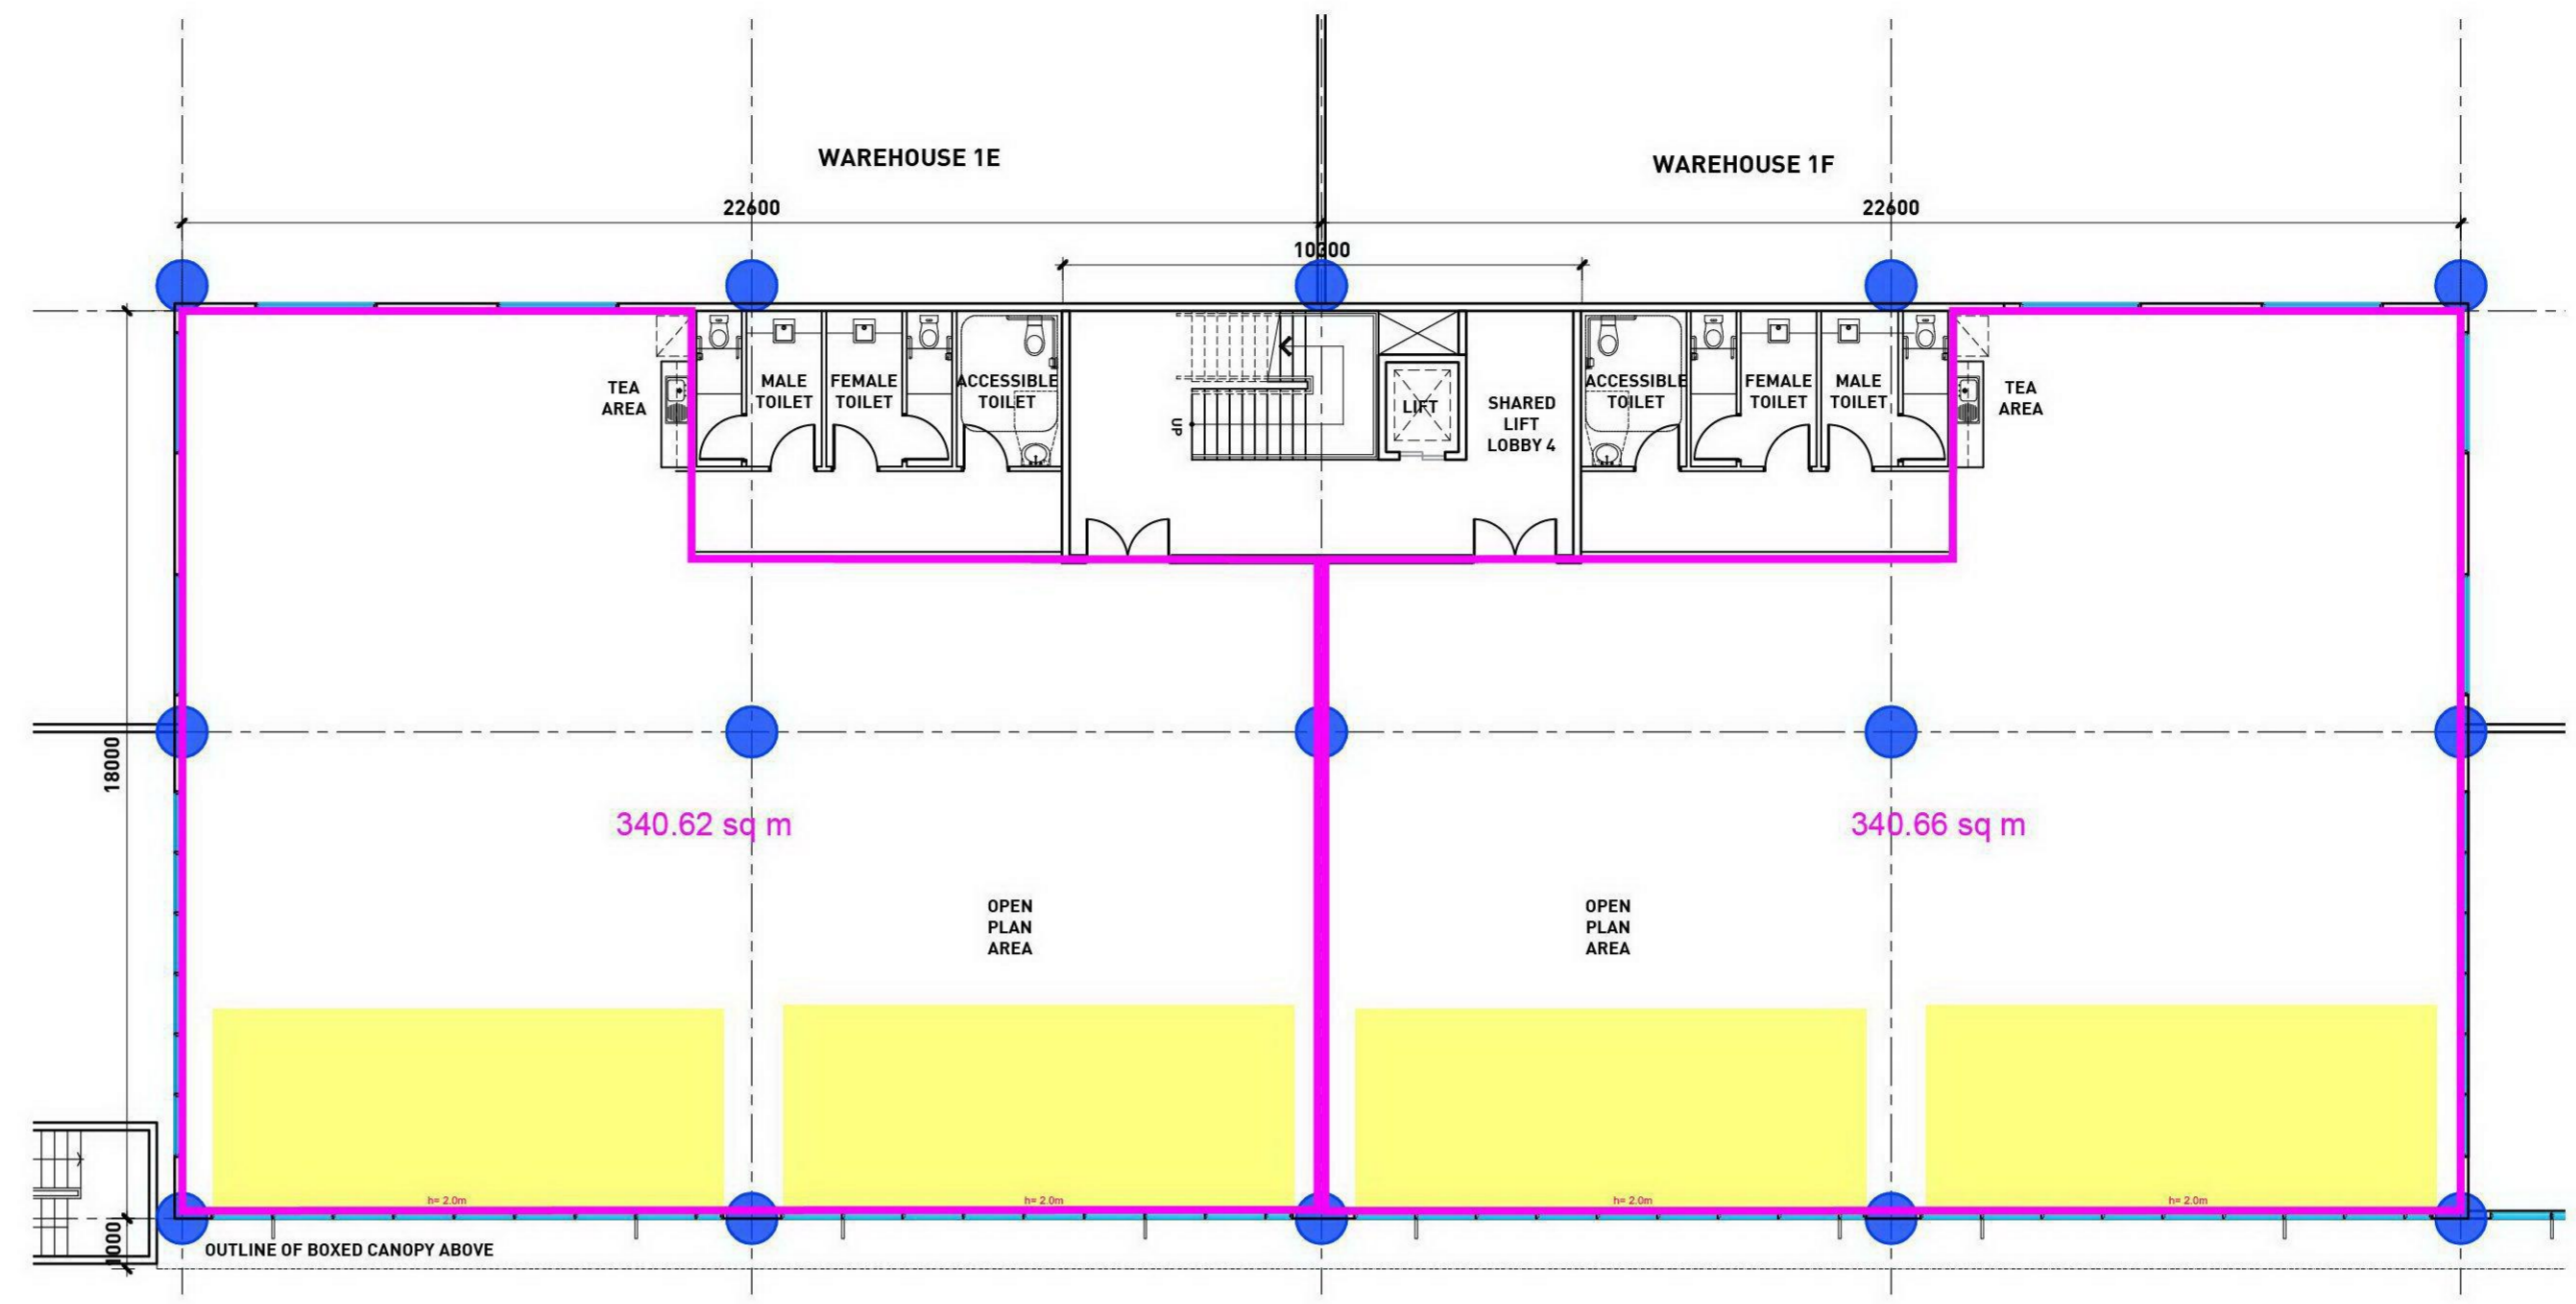 WAREHOUSE 1E
WAREHOUSE 1F
22600
22600
10300
TEA
AREA
MALE
TOILET
FEMALE
TOILET
ACCESSIBLE
TOILET
UP
LIFT
SHARED
LIFT
LOBBY 4
ACCESSIBLE
TOILET
FEMALE
TOILET
MALE
TOILET
TEA
AREA
18000
340.62 sq m
340.66 sq m
OPEN
PLAN
AREA
OPEN
PLAN
AREA
h= 2.0m
h= 2.0m
h= 2.0m
h= 2.0m
1000
OUTLINE OF BOXED CANOPY ABOVE